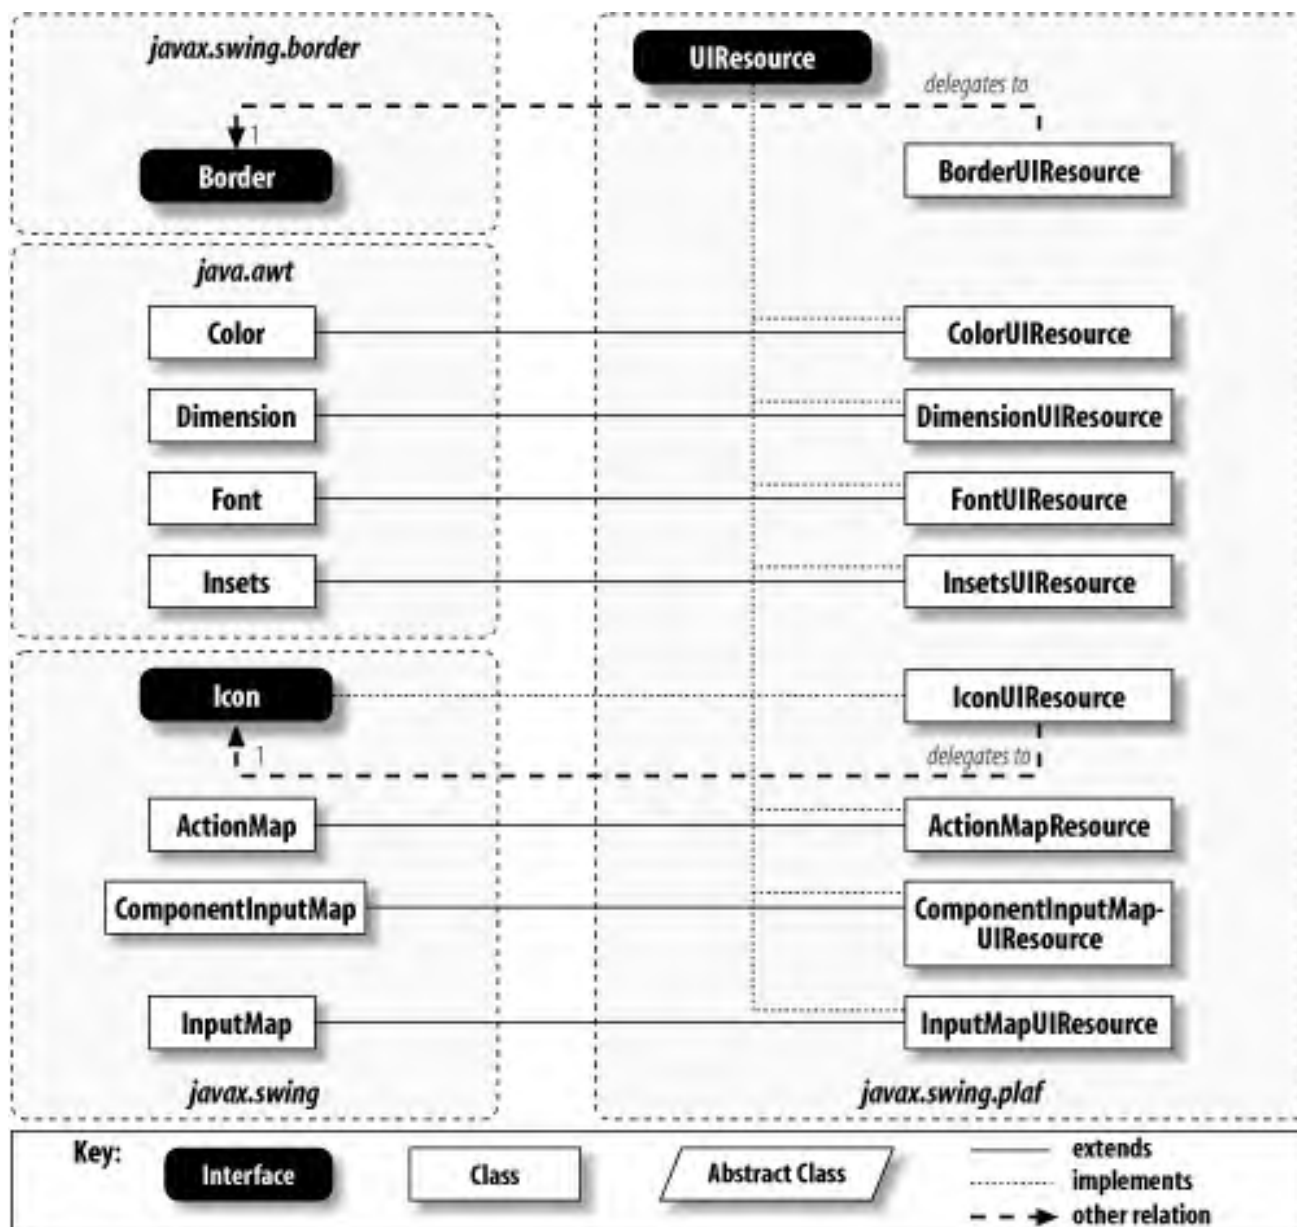 javax.swing.border
UIResource
delegates to
1
Border
BorderUIResource
java.awt
Color
ColorUIResource
Dimension
DimensionUIResource
Font
FontUIResource
Insets
InsetsUIResource
Icon
IconUIResource
1
delegates to
ActionMap
ActionMapResource
ComponentInputMap
ComponentInputMap-
UIResource
InputMap
InputMapUIResource
javax.swing
javax.swing.plaf
Key:
Interface
Class
Abstract Class
extends
implements
other relation